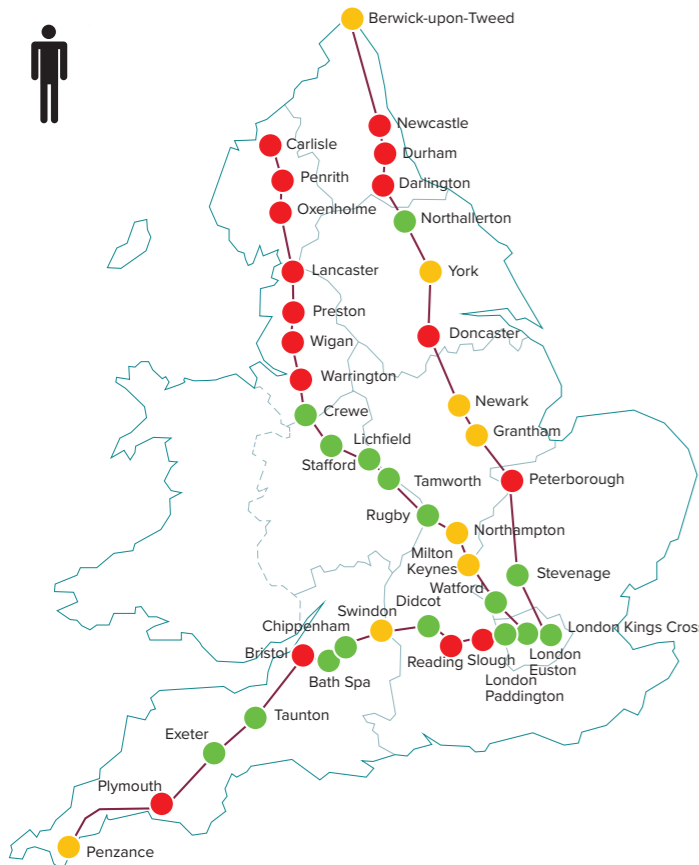 Berwick-upon-Tweed
Newcastle
Carlisle
Durham
Penrith
Darlington
Oxenholme
Northallerton
Lancaster
York
Preston
Doncaster
Wigan
Warrington
Newark
Crewe
Grantham
Lichfield
Stafford
Tamworth
Peterborough
Rugby
Northampton
Milton
Keynes
Stevenage
Watford
Didcot
Swindon
Chippenham
London Kings Cross
Bristol
Reading
Slough
London
Euston
Bath Spa
London
Paddington
Taunton
Exeter
Plymouth
Penzance